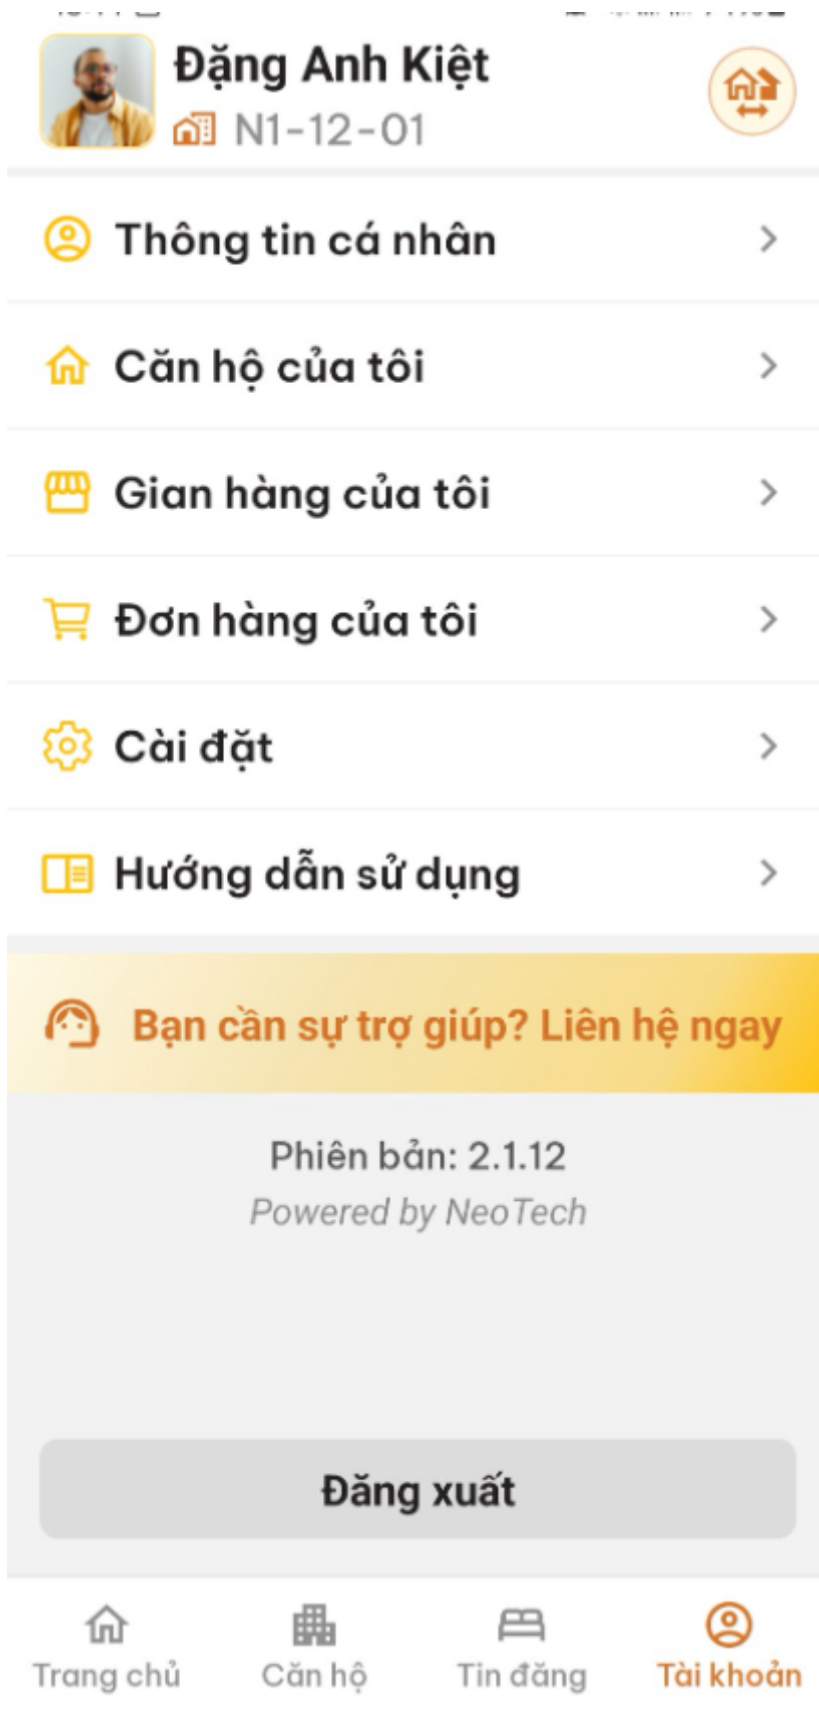 Đặng Anh Kiệt
N1-12-01
Thông tin cá nhân
Căn hộ của tôi
Gian hàng của tôi
Đơn hàng của tôi
Cài đặt
Hướng dẫn sử dụng
Bạn cần sự trợ giúp? Liên hệ ngay
Phiên bản: 2.1.12
Powered by NeoTech
Đăng xuất
Trang chủ
Căn hộ
Tin đăng
Tài khoản